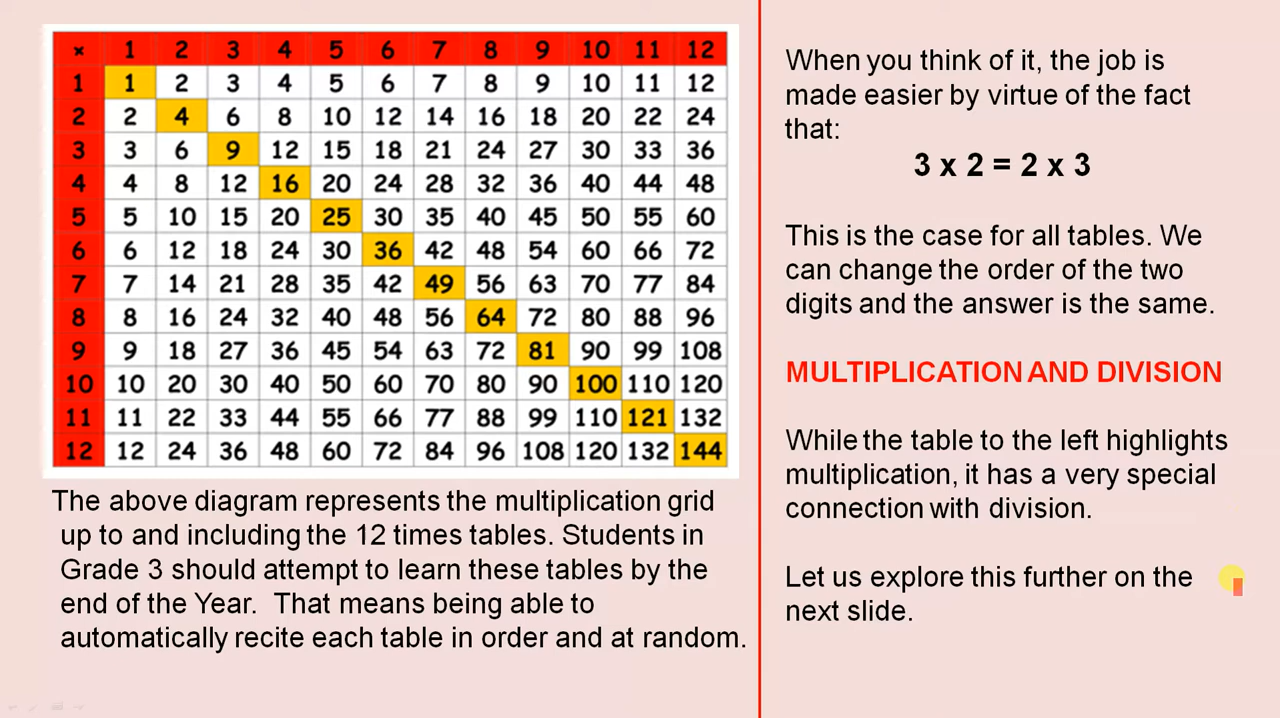 × 1 2 3 4 5 6 7 8 9 10 11 12
1 1 2 3 4 5 6 7 8 9 10 11 12
2 2 4 6 8 10 12 14 16 18 20 22 24
3 3 6 9 12 15 18 21 24 27 30 33 36
4 4 8 12 16 20 24 28 32 36 40 44 48
5 5 10 15 20 25 30 35 40 45 50 55 60
6 6 12 18 24 30 36 42 48 54 60 66 72
7 7 14 21 28 35 42 49 56 63 70 77 84
8 8 16 24 32 40 48 56 64 72 80 88 96
9 9 18 27 36 45 54 63 72 81 90 99 108
10 10 20 30 40 50 60 70 80 90 100 110 120
11 11 22 33 44 55 66 77 88 99 110 121 132
12 12 24 36 48 60 72 84 96 108 120 132 144
The above diagram represents the multiplication grid
up to and including the 12 times tables. Students in
Grade 3 should attempt to learn these tables by the
end of the Year. That means being able to
automatically recite each table in order and at random.
When you think of it, the job is
made easier by virtue of the fact
that:
3 x 2 = 2 x 3
This is the case for all tables. We
can change the order of the two
digits and the answer is the same.
MULTIPLICATION AND DIVISION
While the table to the left highlights
multiplication, it has a very special
connection with division.
Let us explore this further on the
next slide.